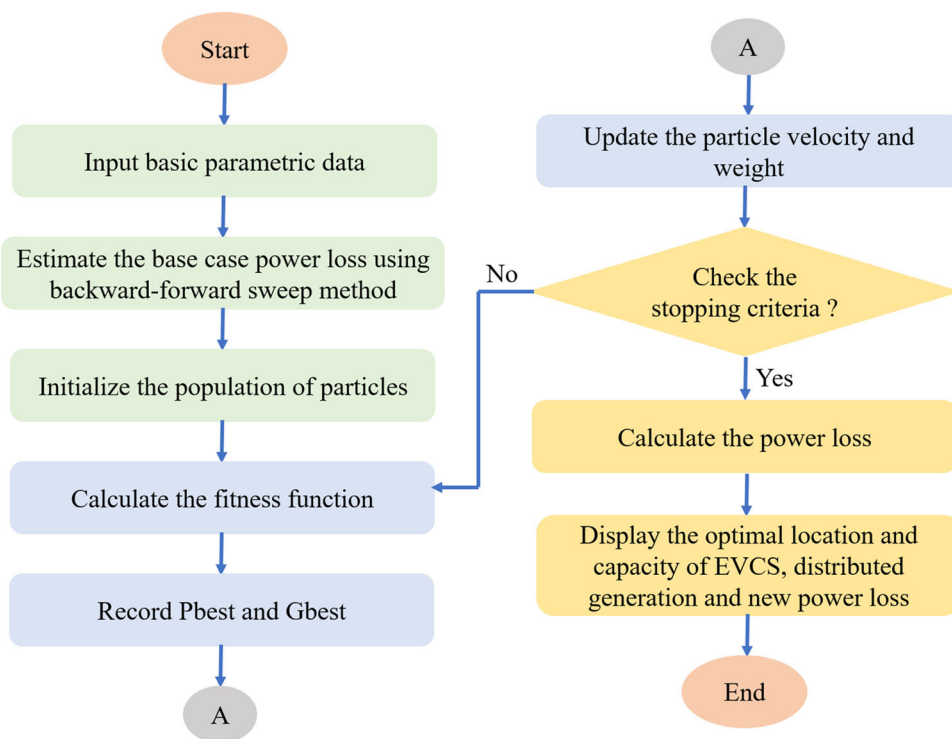 Start
Input basic parametric data
Estimate the base case power loss using
backward-forward sweep method
Initialize the population of particles
Calculate the fitness function
Record Pbest and Gbest
A
A
Update the particle velocity and
weight
Check the
stopping criteria ?
No
Yes
Calculate the power loss
Display the optimal location and
capacity of EVCS, distributed
generation and new power loss
End